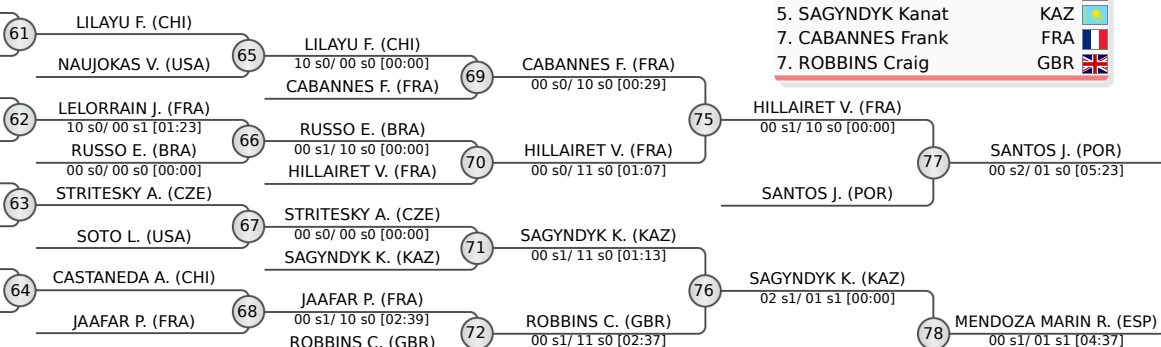 5. SAGYNDYK Kanat KAZ
7. CABANNES Frank FRA
7. ROBBINS Craig GBR
61
LILAYU F. (CHI)
NAUJOKAS V. (USA)
62
LELORRAIN J. (FRA)
10 s0/ 00 s1 [01:23]
RUSSO E. (BRA)
00 s0/ 00 s0 [00:00]
63
STRITESKY A. (CZE)
SOTO L. (USA)
64
CASTANEDA A. (CHI)
JAAFAR P. (FRA)
65
LILAYU F. (CHI)
10 s0/ 00 s0 [00:00]
CABANNES F. (FRA)
66
RUSSO E. (BRA)
00 s1/ 10 s0 [00:00]
HILLAIRET V. (FRA)
67
STRITESKY A. (CZE)
00 s0/ 00 s0 [00:00]
SAGYNDYK K. (KAZ)
68
JAAFAR P. (FRA)
00 s1/ 10 s0 [02:39]
ROBBINS C. (GBR)
69
CABANNES F. (FRA)
00 s0/ 10 s0 [00:29]
70
HILLAIRET V. (FRA)
00 s0/ 11 s0 [01:07]
71
SAGYNDYK K. (KAZ)
00 s1/ 11 s0 [01:13]
72
ROBBINS C. (GBR)
00 s1/ 11 s0 [02:37]
75
HILLAIRET V. (FRA)
00 s1/ 10 s0 [00:00]
SANTOS J. (POR)
76
SAGYNDYK K. (KAZ)
02 s1/ 01 s1 [00:00]
77
SANTOS J. (POR)
00 s2/ 01 s0 [05:23]
78
MENDOZA MARIN R. (ESP)
00 s1/ 01 s1 [04:37]